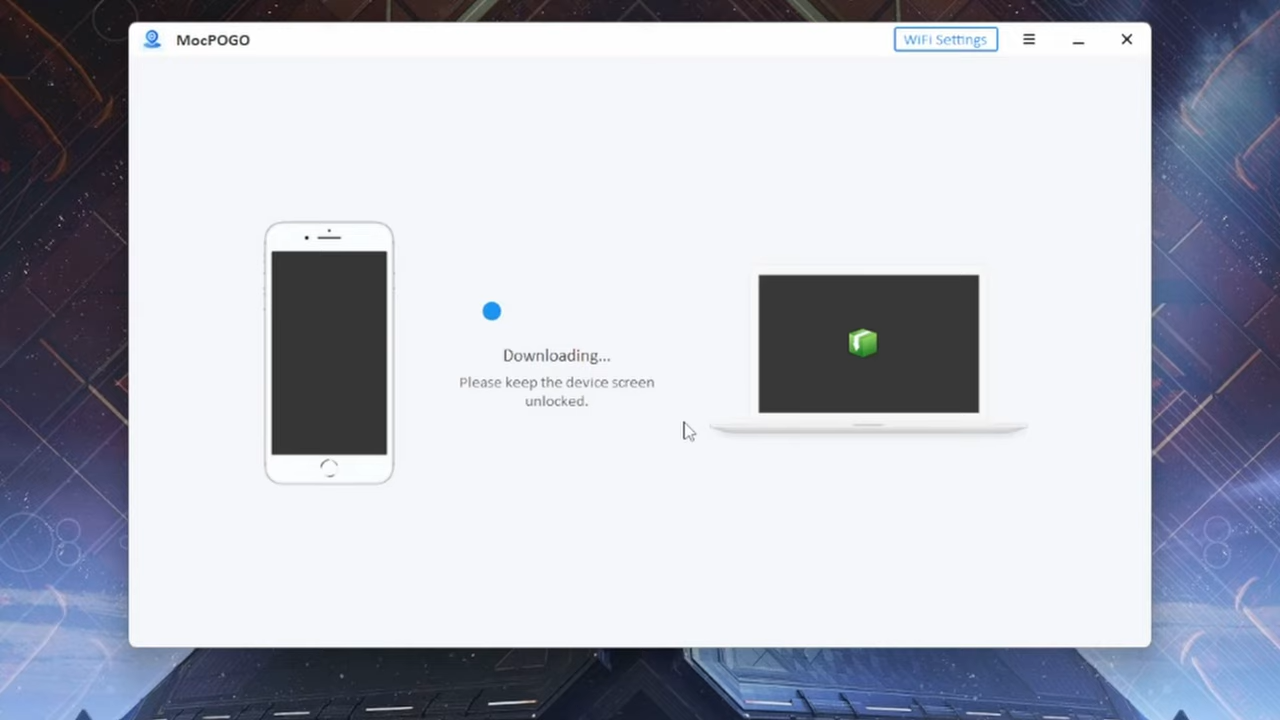 MocPOGO
WiFi Settings
Downloading...
Please keep the device screen
unlocked.